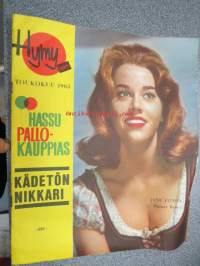 Hymy
TOUKOKUU 1962
HASSU
PALLO-
KAUPPIAS
KÄDETÖN
NIKKARI
JANE FONDA